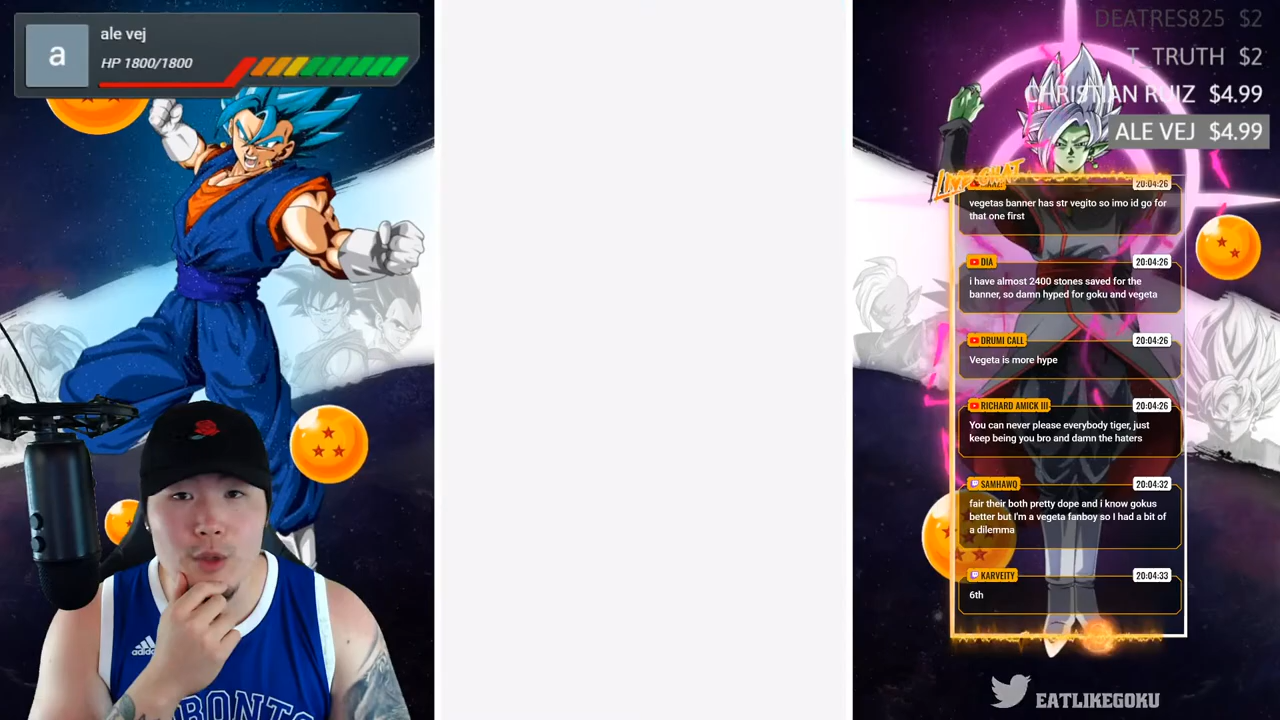 a
ale vej
HP 1800/1800
DEATRES825 $2
T_TRUTH $2
CHRISTIAN RUIZ $4.99
ALE VEJ $4.99
LIVE CHAT
20:04:26
vegetas banner has str vegito so imo id go for
that one first
DIA 20:04:26
i have almost 2400 stones saved for the
banner, so damn hyped for goku and vegeta
DRUMI CALL 20:04:26
Vegeta is more hype
RICHARD AMICK III 20:04:26
You can never please everybody tiger, just
keep being you bro and damn the haters
SAMHAWQ 20:04:32
fair their both pretty dope and i know gokus
better but I'm a vegeta fanboy so I had a bit of
a dilemma
KARVEITY 20:04:33
6th
adidas
TORONTO
EATLIKEGOKU